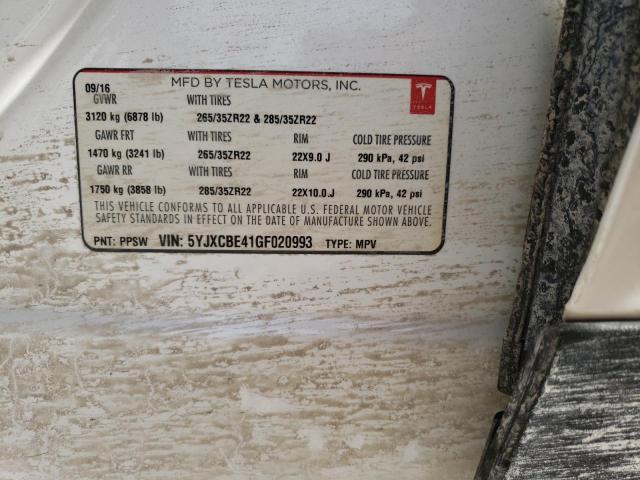 MFD BY TESLA MOTORS, INC.
09/16
GVWR WITH TIRES
3120 kg (6878 lb) 265/35ZR22 & 285/35ZR22
GAWR FRT WITH TIRES RIM COLD TIRE PRESSURE
1470 kg (3241 lb) 265/35ZR22 22X9.0 J 290 kPa, 42 psi
GAWR RR WITH TIRES RIM COLD TIRE PRESSURE
1750 kg (3858 lb) 285/35ZR22 22X10.0 J 290 kPa, 42 psi
THIS VEHICLE CONFORMS TO ALL APPLICABLE U.S. FEDERAL MOTOR VEHICLE
SAFETY STANDARDS IN EFFECT ON THE DATE OF MANUFACTURE SHOWN ABOVE.
PNT: PPSW VIN: 5YJXCBE41GF020993 TYPE: MPV
TESLA